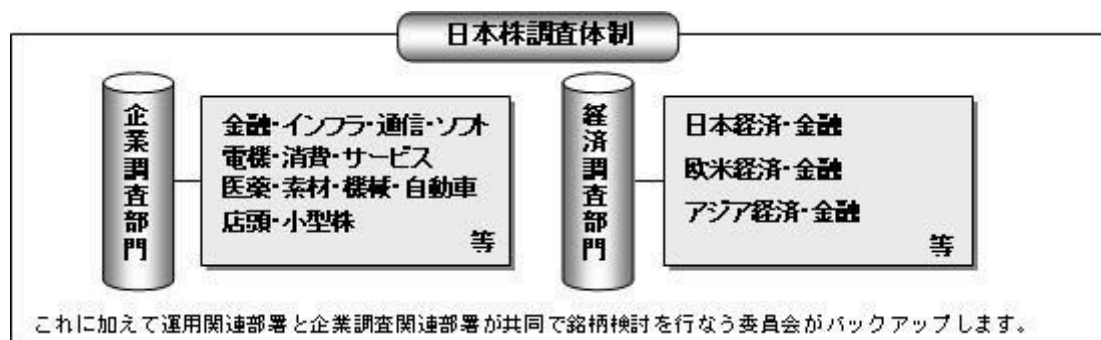 日本株調査体制
企業調査部門
金融・インフラ・通信・ソフト
電機・消費・サービス
医薬・素材・機械・自動車
店頭・小型株
等
経済調査部門
日本経済・金融
欧米経済・金融
アジア経済・金融
等
これに加えて運用関連部署と企業調査関連部署が共同で銘柄検討を行なう委員会がバックアップします。